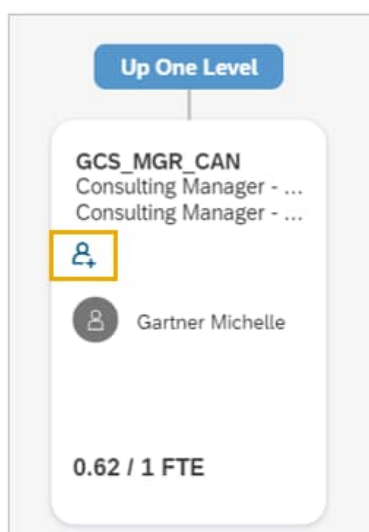 Up One Level
GCS_MGR_CAN
Consulting Manager - ...
Consulting Manager - ...
Gartner Michelle
0.62 / 1 FTE